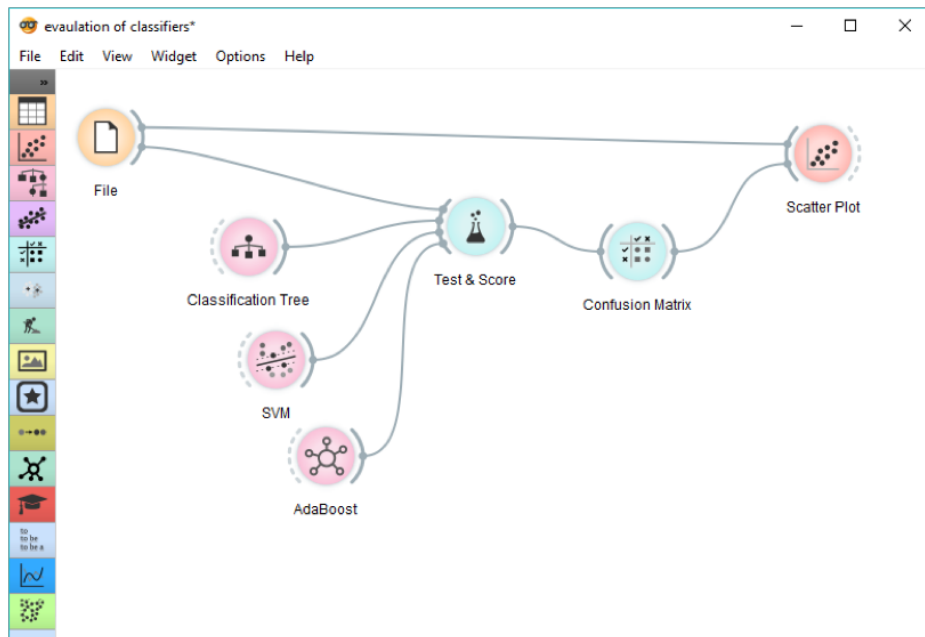 evaulation of classifiers*
File Edit View Widget Options Help
»
File
Scatter Plot
Test & Score
Classification Tree
Confusion Matrix
SVM
AdaBoost
to
to be
to be a